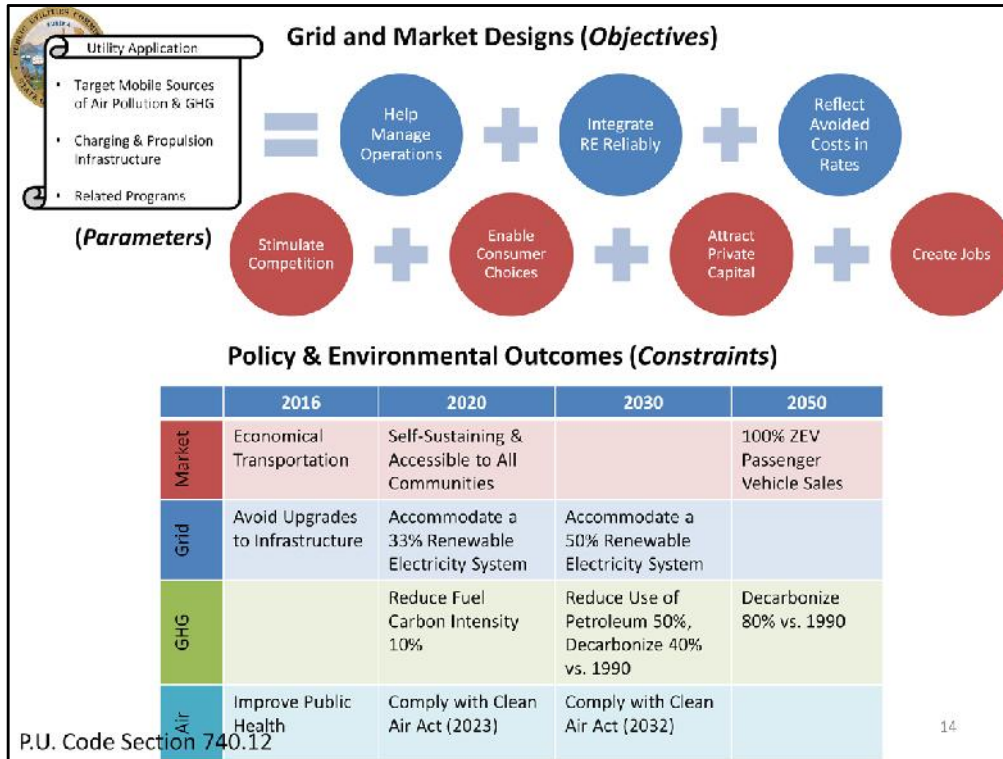 Grid and Market Designs (Objectives)
PUBLIC UTILITIES
EUREKA
Utility Application
• Target Mobile Sources
of Air Pollution & GHG
• Charging & Propulsion
Infrastructure
• Related Programs
(Parameters)
=
Help
Manage
Operations
+
Integrate
RE Reliably
+
Reflect
Avoided
Costs in
Rates
Stimulate
Competition
+
Enable
Consumer
Choices
+
Attract
Private
Capital
+
Create Jobs
Policy & Environmental Outcomes (Constraints)
2016 2020 2030 2050
Market
Economical
Transportation
Self-Sustaining &
Accessible to All
Communities
100% ZEV
Passenger
Vehicle Sales
Grid
Avoid Upgrades
to Infrastructure
Accommodate a
33% Renewable
Electricity System
Accommodate a
50% Renewable
Electricity System
GHG
Reduce Fuel
Carbon Intensity
10%
Reduce Use of
Petroleum 50%,
Decarbonize 40%
vs. 1990
Decarbonize
80% vs. 1990
Air
Improve Public
Health
Comply with Clean
Air Act (2023)
Comply with Clean
Air Act (2032)
P.U. Code Section 740.12
14